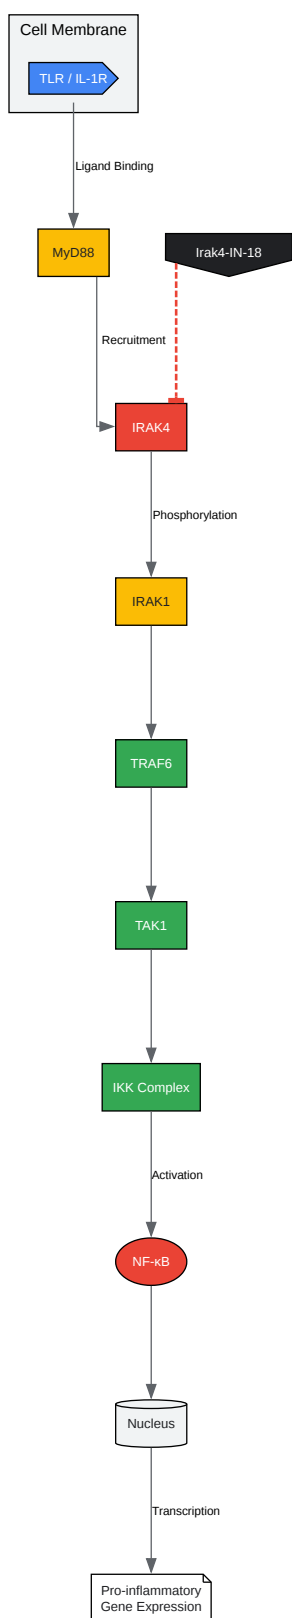 Cell Membrane
TLR / IL-1R
Ligand Binding
MyD88
Irak4-IN-18
Recruitment
IRAK4
Phosphorylation
IRAK1
TRAF6
TAK1
IKK Complex
Activation
NF-κB
Nucleus
Transcription
Pro-inflammatory
Gene Expression